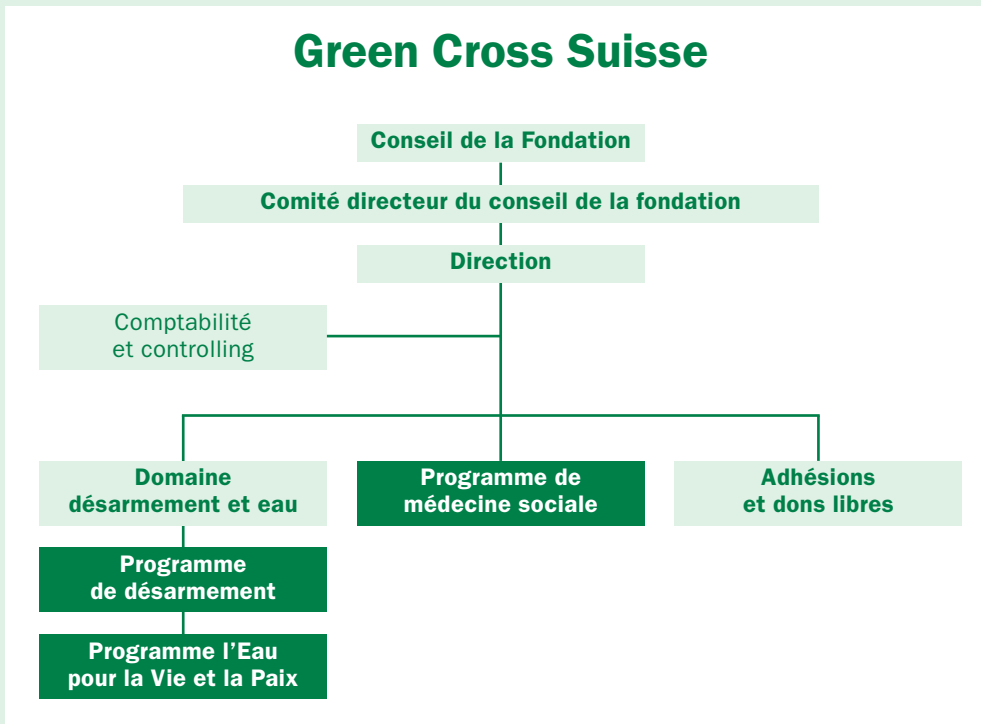 Green Cross Suisse
Conseil de la Fondation
Comité directeur du conseil de la fondation
Direction
Comptabilité
et controlling
Domaine
désarmement et eau
Programme de
médecine sociale
Adhésions
et dons libres
Programme
de désarmement
Programme l’Eau
pour la Vie et la Paix